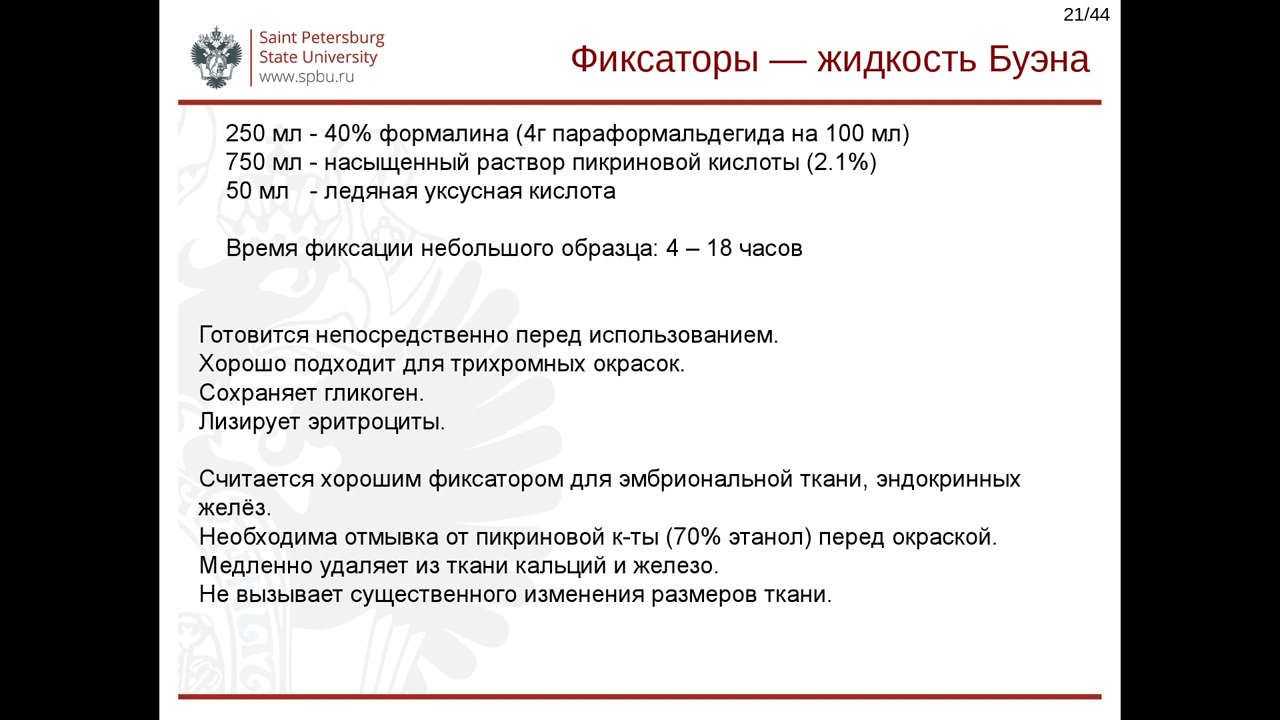 21/44
Saint Petersburg
State University
www.spbu.ru
Фиксаторы — жидкость Буэна
250 мл - 40% формалина (4г параформальдегида на 100 мл)
750 мл - насыщенный раствор пикриновой кислоты (2.1%)
50 мл - ледяная уксусная кислота
Время фиксации небольшого образца: 4 – 18 часов
Готовится непосредственно перед использованием.
Хорошо подходит для трихромных окрасок.
Сохраняет гликоген.
Лизирует эритроциты.
Считается хорошим фиксатором для эмбриональной ткани, эндокринных
желёз.
Необходима отмывка от пикриновой к-ты (70% этанол) перед окраской.
Медленно удаляет из ткани кальций и железо.
Не вызывает существенного изменения размеров ткани.